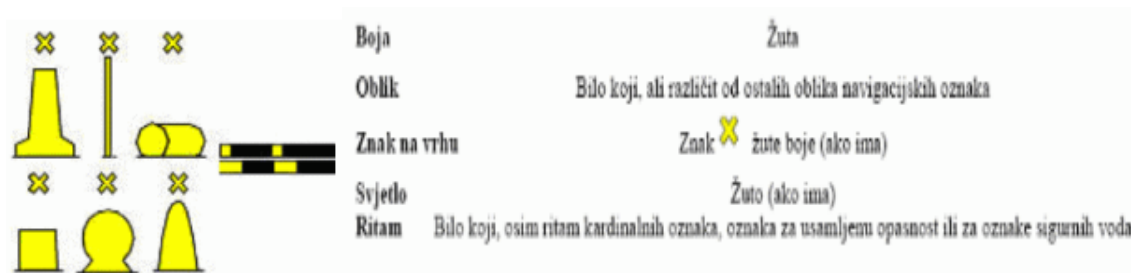 Boja Žuta
Oblik Bilo koji, ali različit od ostalih oblika navigacijskih oznaka
Znak na vrhu Znak žute boje (ako ima)
Svjetlo Žuto (ako ima)
Ritam Bilo koji, osim ritam kardinalnih oznaka, oznaka za usamljenu opasnost ili za oznake sigurnih voda